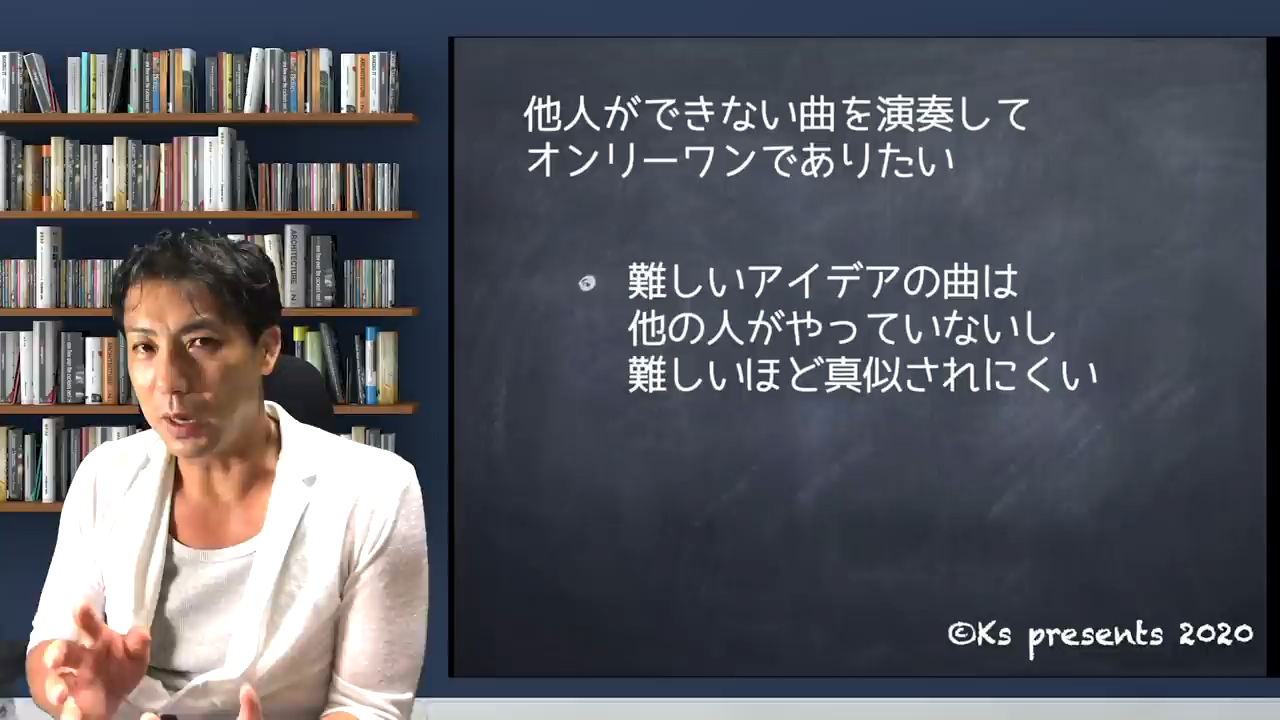 他人ができない曲を演奏して
オンリーワンでありたい
難しいアイデアの曲は
他の人がやっていないし
難しいほど真似されにくい
©Ks presents 2020